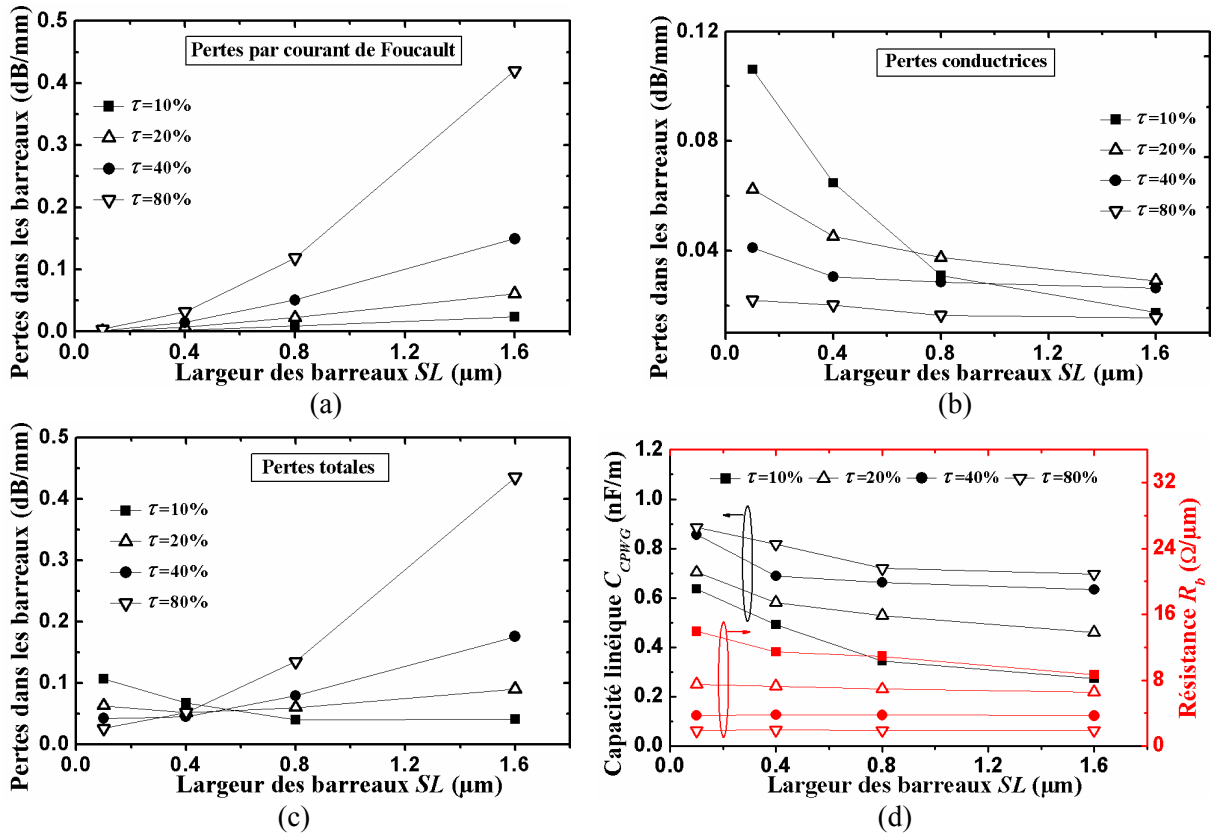 Pertes dans les barreaux (dB/mm)
0.5
0.4
0.3
0.2
0.1
0.0
Pertes par courant de Foucault
τ=10%
τ=20%
τ=40%
τ=80%
0.0 0.4 0.8 1.2 1.6
Largeur des barreaux SL (µm)
(a)
Pertes dans les barreaux (dB/mm)
0.12
0.08
0.04
Pertes conductrices
τ=10%
τ=20%
τ=40%
τ=80%
0.0 0.4 0.8 1.2 1.6
Largeur des barreaux SL (µm)
(b)
Pertes dans les barreaux (dB/mm)
0.5
0.4
0.3
0.2
0.1
0.0
Pertes totales
τ=10%
τ=20%
τ=40%
τ=80%
0.0 0.4 0.8 1.2 1.6
Largeur des barreaux SL (µm)
(c)
Capacité linéique C_CPWG (nF/m)
1.2
1.0
0.8
0.6
0.4
0.2
0.0
τ=10% τ=20% τ=40% τ=80%
36
32
24
16
14
8
0
Résistance R_b (Ω/µm)
0.0 0.4 0.8 1.2 1.6
Largeur des barreaux SL (µm)
(d)